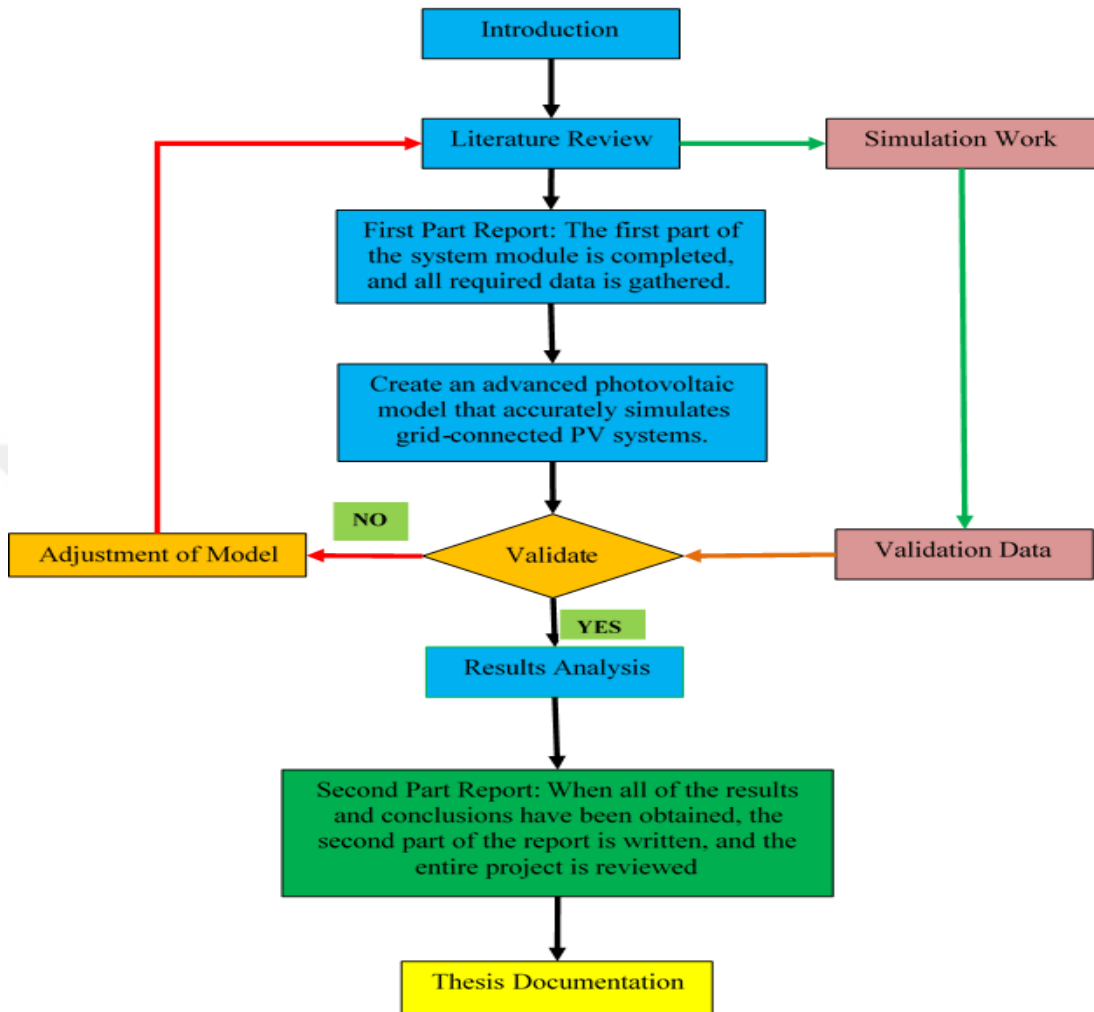 Introduction
Literature Review
Simulation Work
First Part Report: The first part of
the system module is completed,
and all required data is gathered.
Create an advanced photovoltaic
model that accurately simulates
grid-connected PV systems.
NO
Adjustment of Model
Validate
Validation Data
YES
Results Analysis
Second Part Report: When all of the results
and conclusions have been obtained, the
second part of the report is written, and the
entire project is reviewed
Thesis Documentation